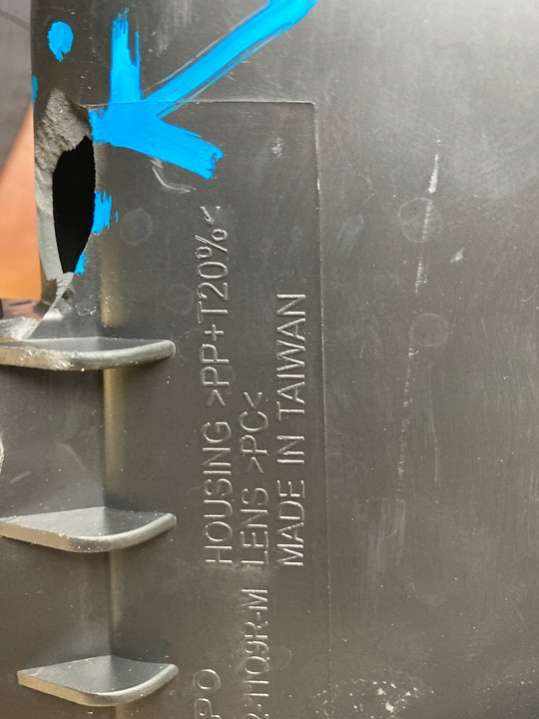 HOUSING >PP+T20%<
LENS >PC<
MADE IN TAIWAN